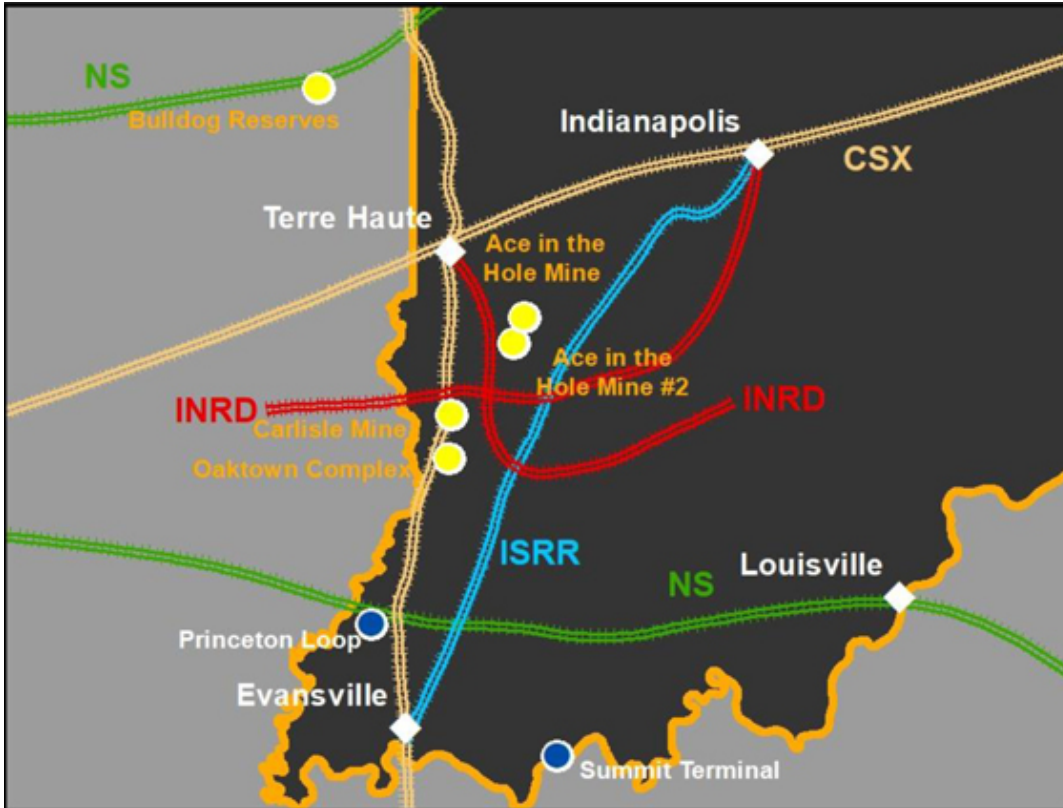 NS
Bulldog Reserves
Indianapolis
CSX
Terre Haute
Ace in the
Hole Mine
Ace in the
Hole Mine #2
INRD
INRD
Carlisle Mine
Oaktown Complex
ISRR
Louisville
NS
Princeton Loop
Evansville
Summit Terminal